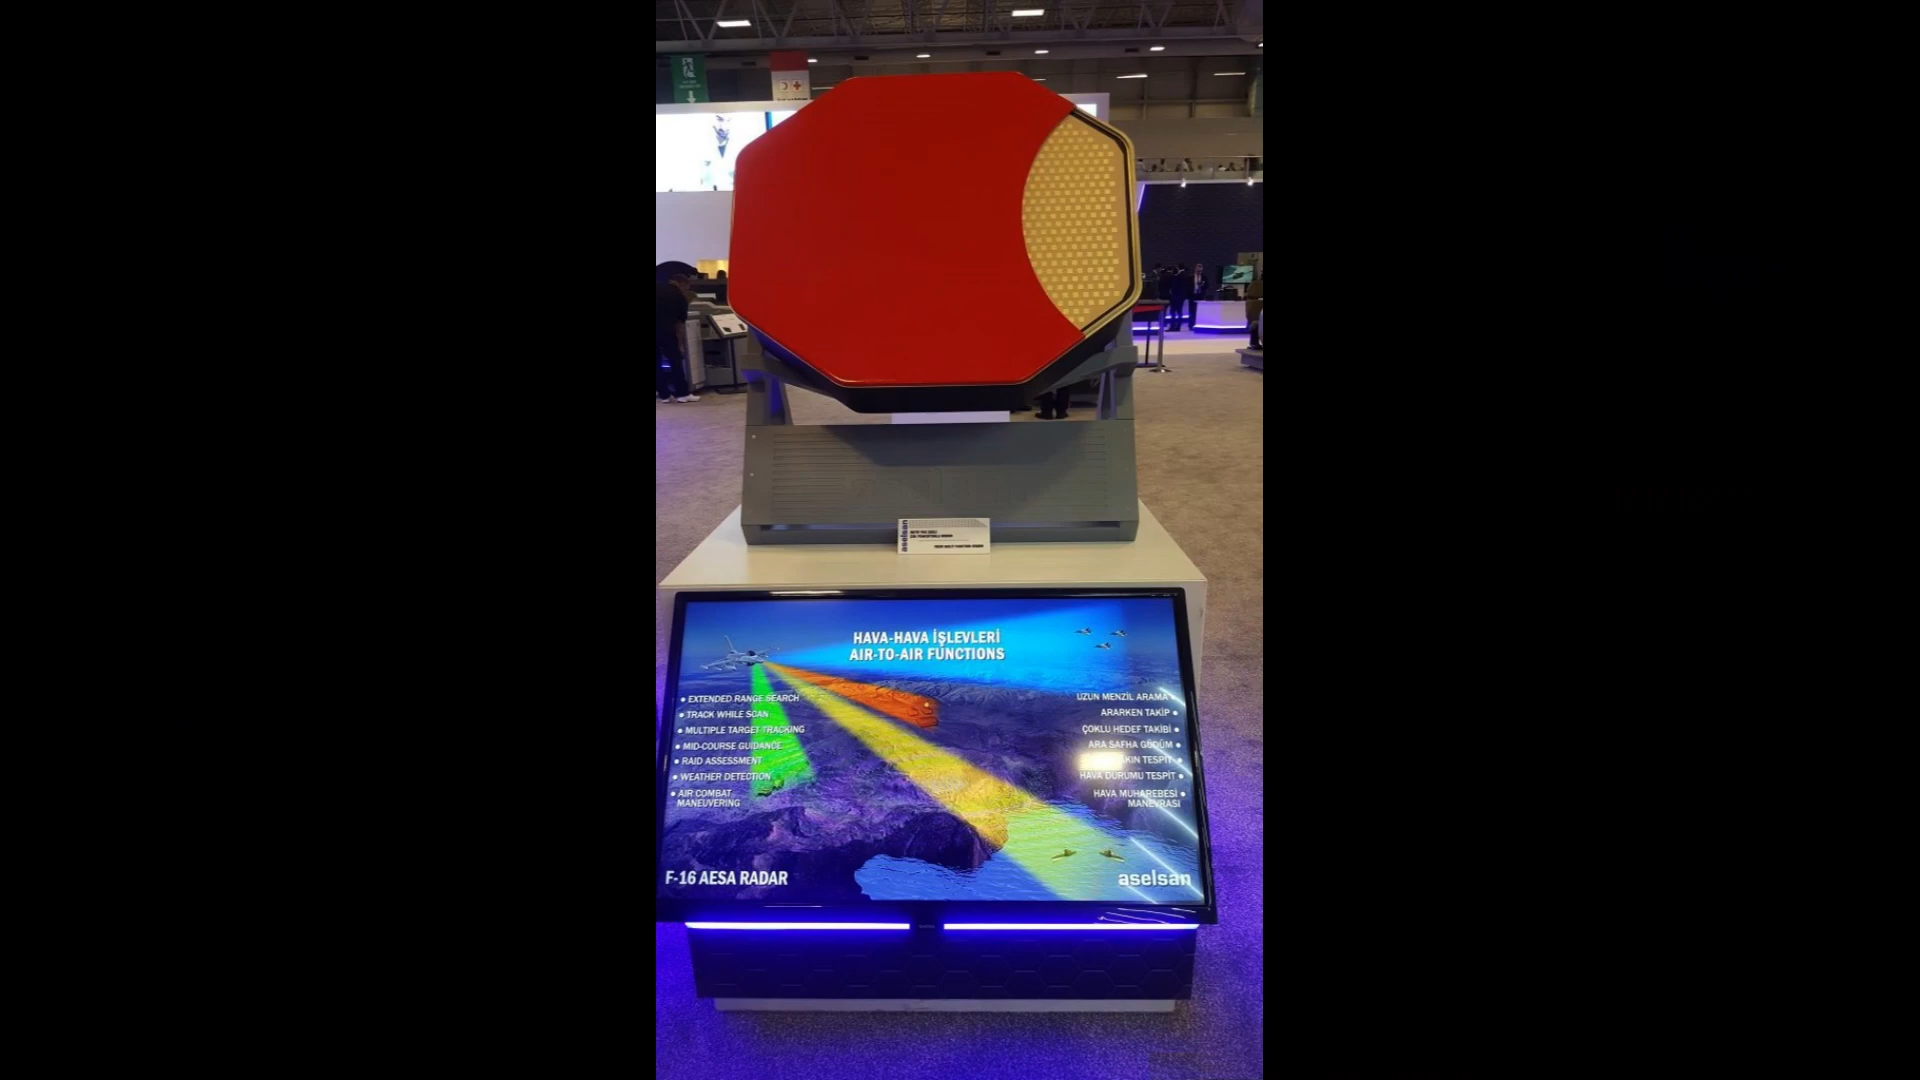 aselsan
HAVA-HAVA İŞLEVLERİ
AIR-TO-AIR FUNCTIONS
• EXTENDED RANGE SEARCH
• TRACK WHILE SCAN
• MULTIPLE TARGET TRACKING
• MID-COURSE GUIDANCE
• RAID ASSESSMENT
• WEATHER DETECTION
• AIR COMBAT
MANEUVERING
UZUN MENZİL ARAMA •
ARARKEN TAKİP •
ÇOKLU HEDEF TAKİBİ •
ARA SAFHA GÜDÜM •
TESPİT •
HAVA DURUMU TESPİT •
HAVA MUHAREBESİ •
MANEVRASI
F-16 AESA RADAR
aselsan